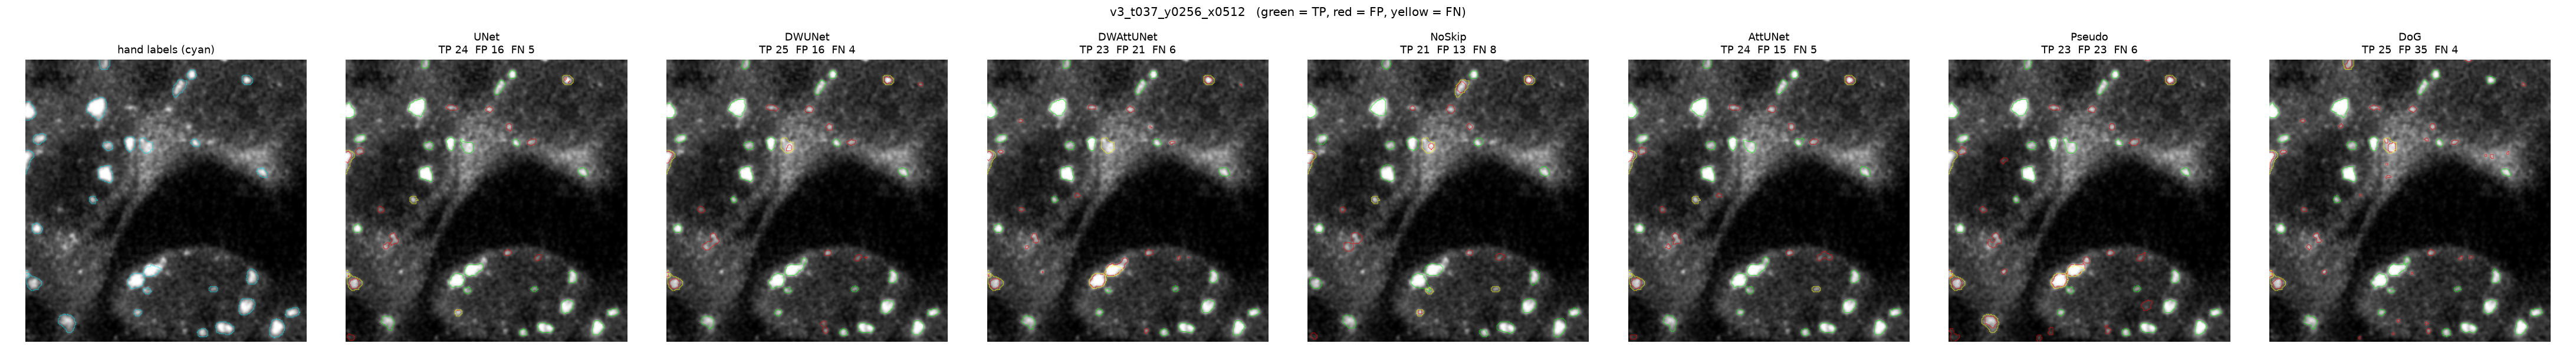 v3_t037_y0256_x0512 (green = TP, red = FP, yellow = FN)
hand labels (cyan)
UNet
TP 24 FP 16 FN 5
DWUNet
TP 25 FP 16 FN 4
DWAttUNet
TP 23 FP 21 FN 6
NoSkip
TP 21 FP 13 FN 8
AttUNet
TP 24 FP 15 FN 5
Pseudo
TP 23 FP 23 FN 6
DoG
TP 25 FP 35 FN 4